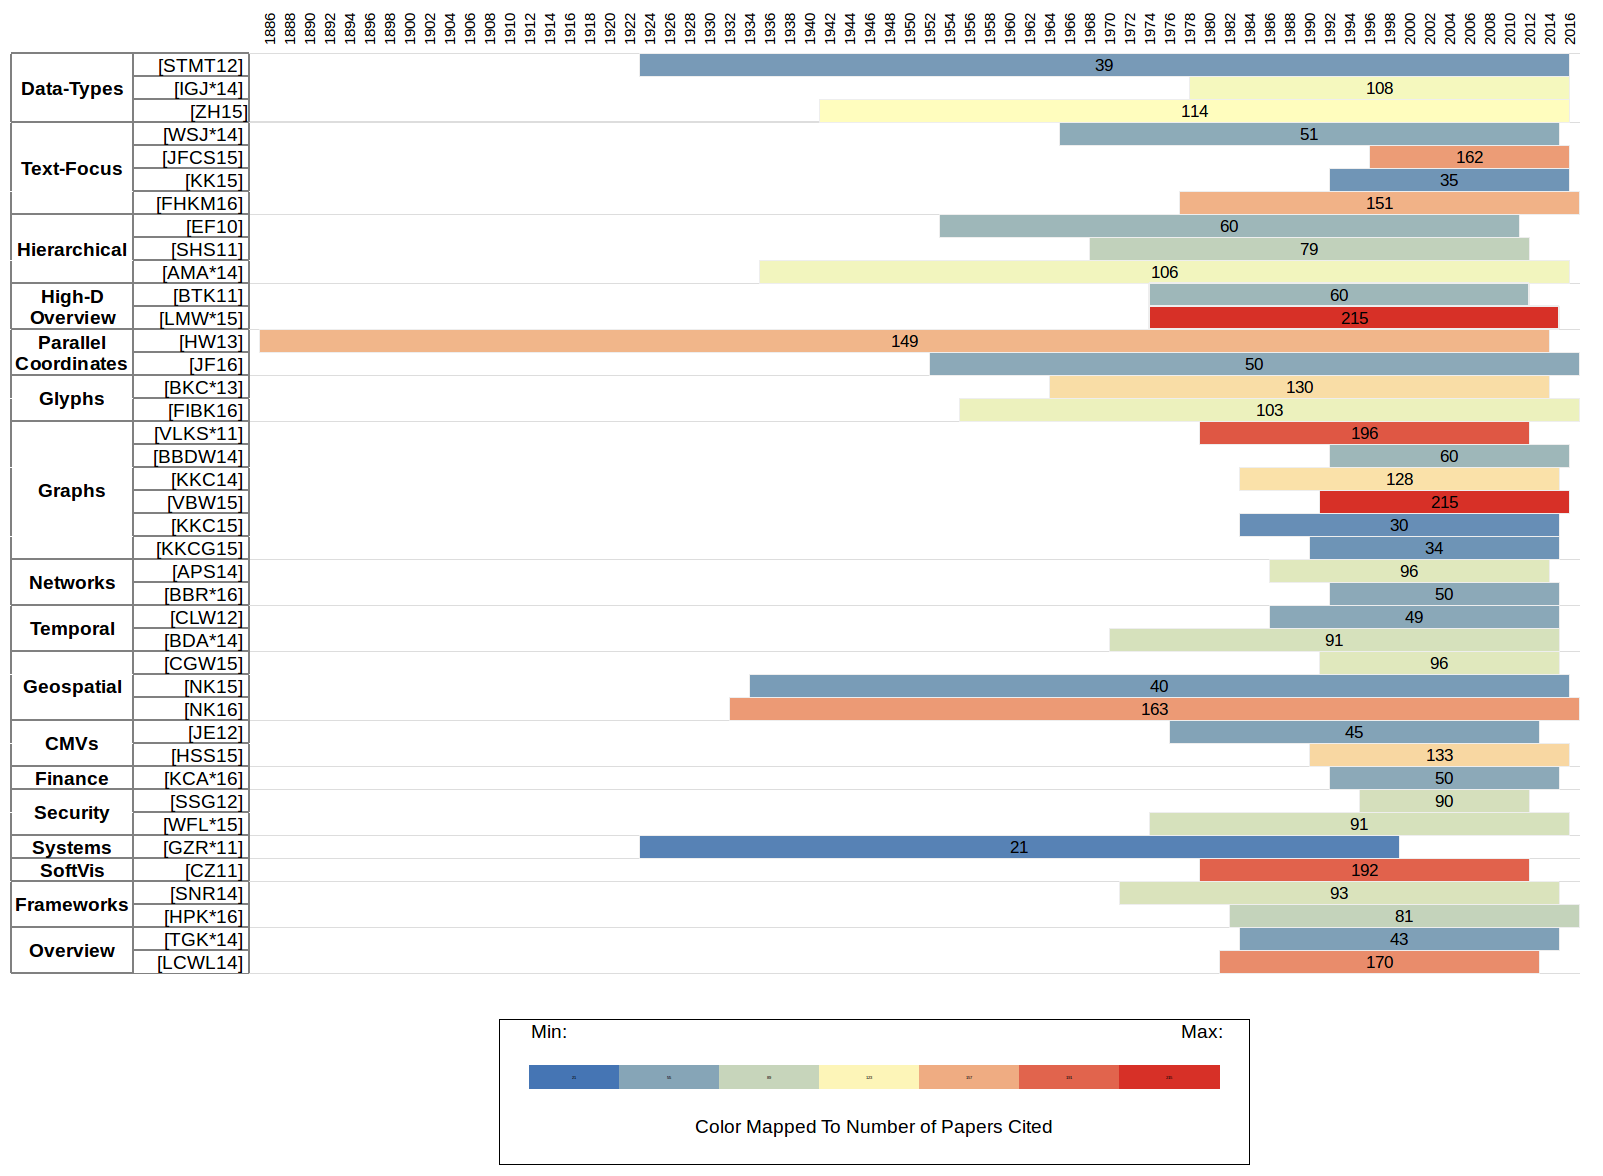 1886 1888 1890 1892 1894 1896 1898 1900 1902 1904 1906 1908 1910 1912 1914 1916 1918 1920 1922 1924 1926 1928 1930 1932 1934 1936 1938 1940 1942 1944 1946 1948 1950 1952 1954 1956 1958 1960 1962 1964 1966 1968 1970 1972 1974 1976 1978 1980 1982 1984 1986 1988 1990 1992 1994 1996 1998 2000 2002 2004 2006 2008 2010 2012 2014 2016
Data-Types
[STMT12] 39
[IGJ*14] 108
[ZH15] 114
Text-Focus
[WSJ*14] 51
[JFCS15] 162
[KK15] 35
[FHKM16] 151
Hierarchical
[EF10] 60
[SHS11] 79
[AMA*14] 106
High-D
Overview
[BTK11] 60
[LMW*15] 215
Parallel
Coordinates
[HW13] 149
[JF16] 50
Glyphs
[BKC*13] 130
[FIBK16] 103
Graphs
[VLKS*11] 196
[BBDW14] 60
[KKC14] 128
[VBW15] 215
[KKC15] 30
[KKCG15] 34
Networks
[APS14] 96
[BBR*16] 50
Temporal
[CLW12] 49
[BDA*14] 91
Geospatial
[CGW15] 96
[NK15] 40
[NK16] 163
CMVs
[JE12] 45
[HSS15] 133
Finance
[KCA*16] 50
Security
[SSG12] 90
[WFL*15] 91
Systems
[GZR*11] 21
SoftVis
[CZ11] 192
Frameworks
[SNR14] 93
[HPK*16] 81
Overview
[TGK*14] 43
[LCWL14] 170
Min: Max:
Color Mapped To Number of Papers Cited